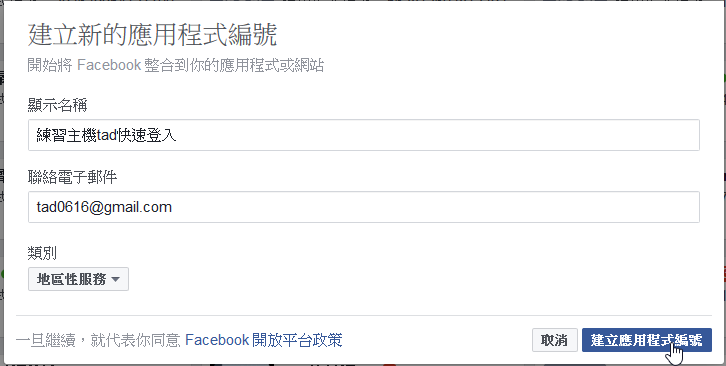 建立新的應用程式編號
開始將 Facebook 整合到你的應用程式或網站
顯示名稱
練習主機tad快速登入
聯絡電子郵件
tad0616@gmail.com
類別
地區性服務
一旦繼續，就代表你同意 Facebook 開放平台政策
取消
建立應用程式編號